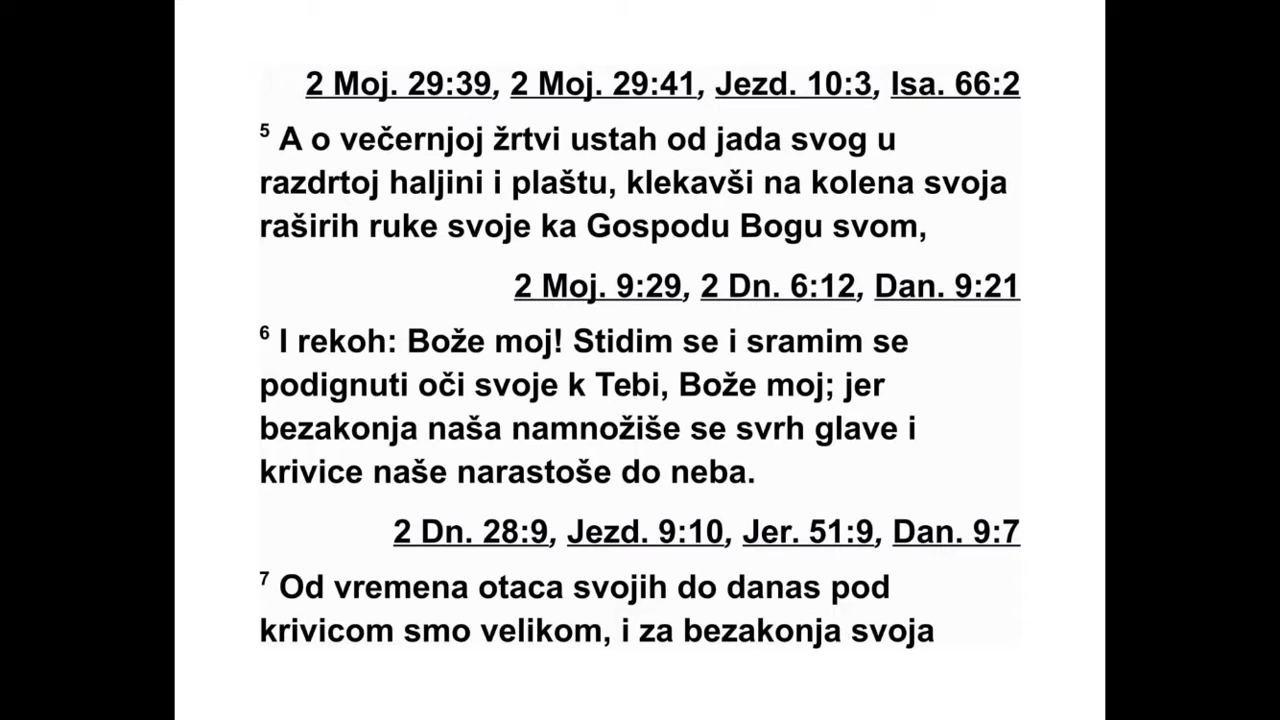 2 Moj. 29:39, 2 Moj. 29:41, Jezd. 10:3, Isa. 66:2
5 A o večernjoj žrtvi ustah od jada svog u
razdrtoj haljini i plaštu, klekavši na kolena svoja
raširih ruke svoje ka Gospodu Bogu svom,
2 Moj. 9:29, 2 Dn. 6:12, Dan. 9:21
6 I rekoh: Bože moj! Stidim se i sramim se
podignuti oči svoje k Tebi, Bože moj; jer
bezakonja naša namnožiše se svrh glave i
krivice naše narastoše do neba.
2 Dn. 28:9, Jezd. 9:10, Jer. 51:9, Dan. 9:7
7 Od vremena otaca svojih do danas pod
krivicom smo velikom, i za bezakonja svoja